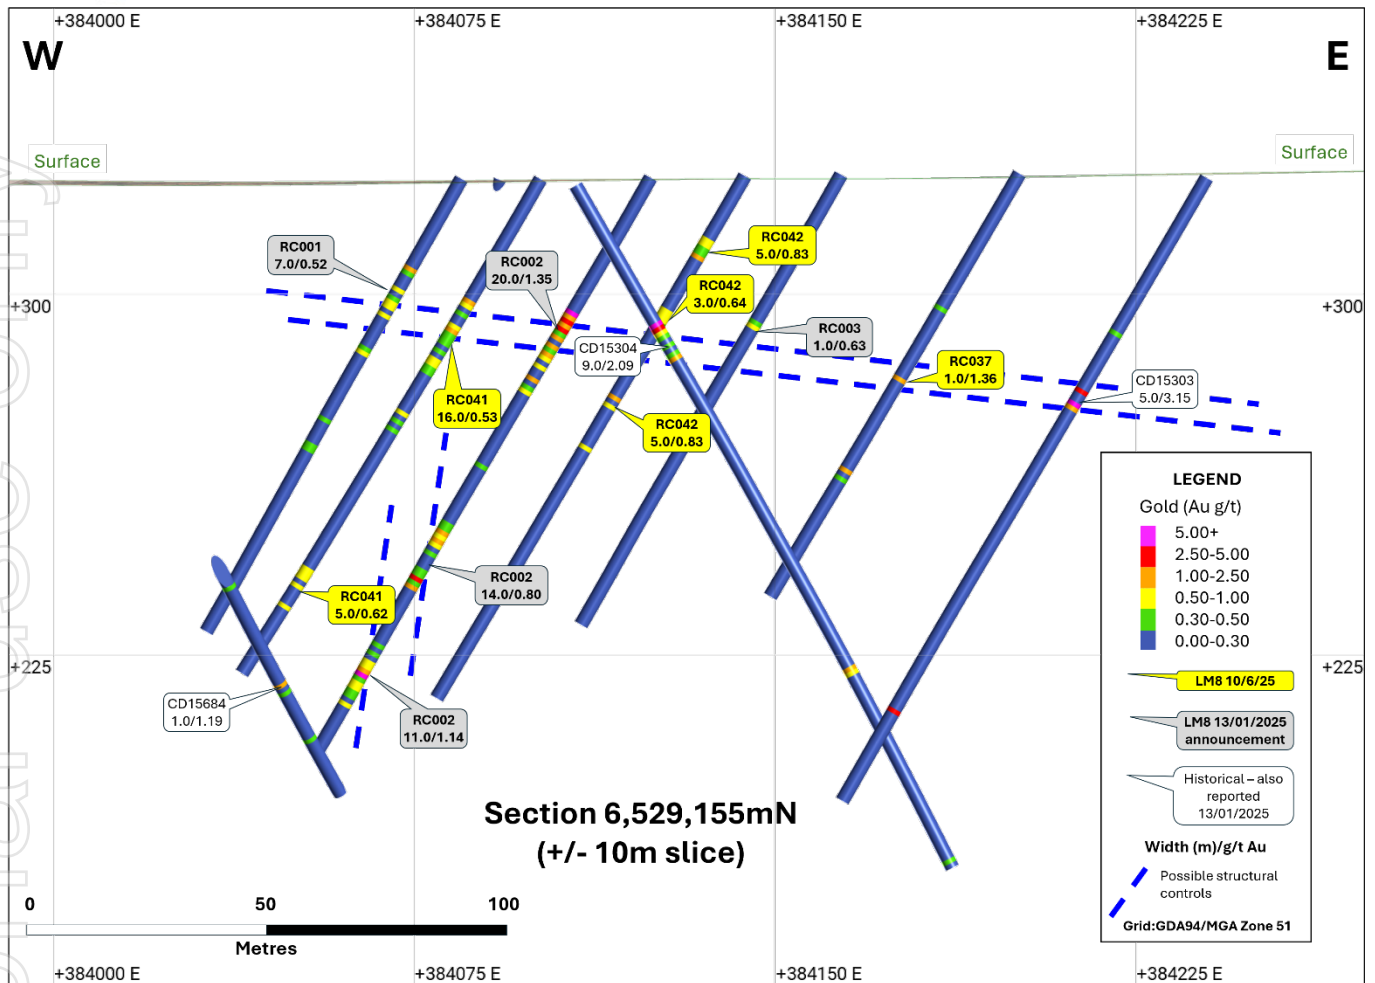 +384000 E
+384075 E
+384150 E
+384225 E
W
E
Surface
Surface
RC001
7.0/0.52
RC002
20.0/1.35
RC042
5.0/0.83
RC042
3.0/0.64
+300
+300
RC003
1.0/0.63
CD15304
9.0/2.09
RC037
1.0/1.36
CD15303
5.0/3.15
RC041
16.0/0.53
RC042
5.0/0.83
RC002
14.0/0.80
RC041
5.0/0.62
+225
+225
CD15684
1.0/1.19
RC002
11.0/1.14
LEGEND
Gold (Au g/t)
5.00+
2.50-5.00
1.00-2.50
0.50-1.00
0.30-0.50
0.00-0.30
LM8 10/6/25
LM8 13/01/2025
announcement
Historical – also
reported
13/01/2025
Width (m)/g/t Au
Possible structural
controls
Grid:GDA94/MGA Zone 51
Section 6,529,155mN
(+/- 10m slice)
0
50
100
Metres
+384000 E
+384075 E
+384150 E
+384225 E